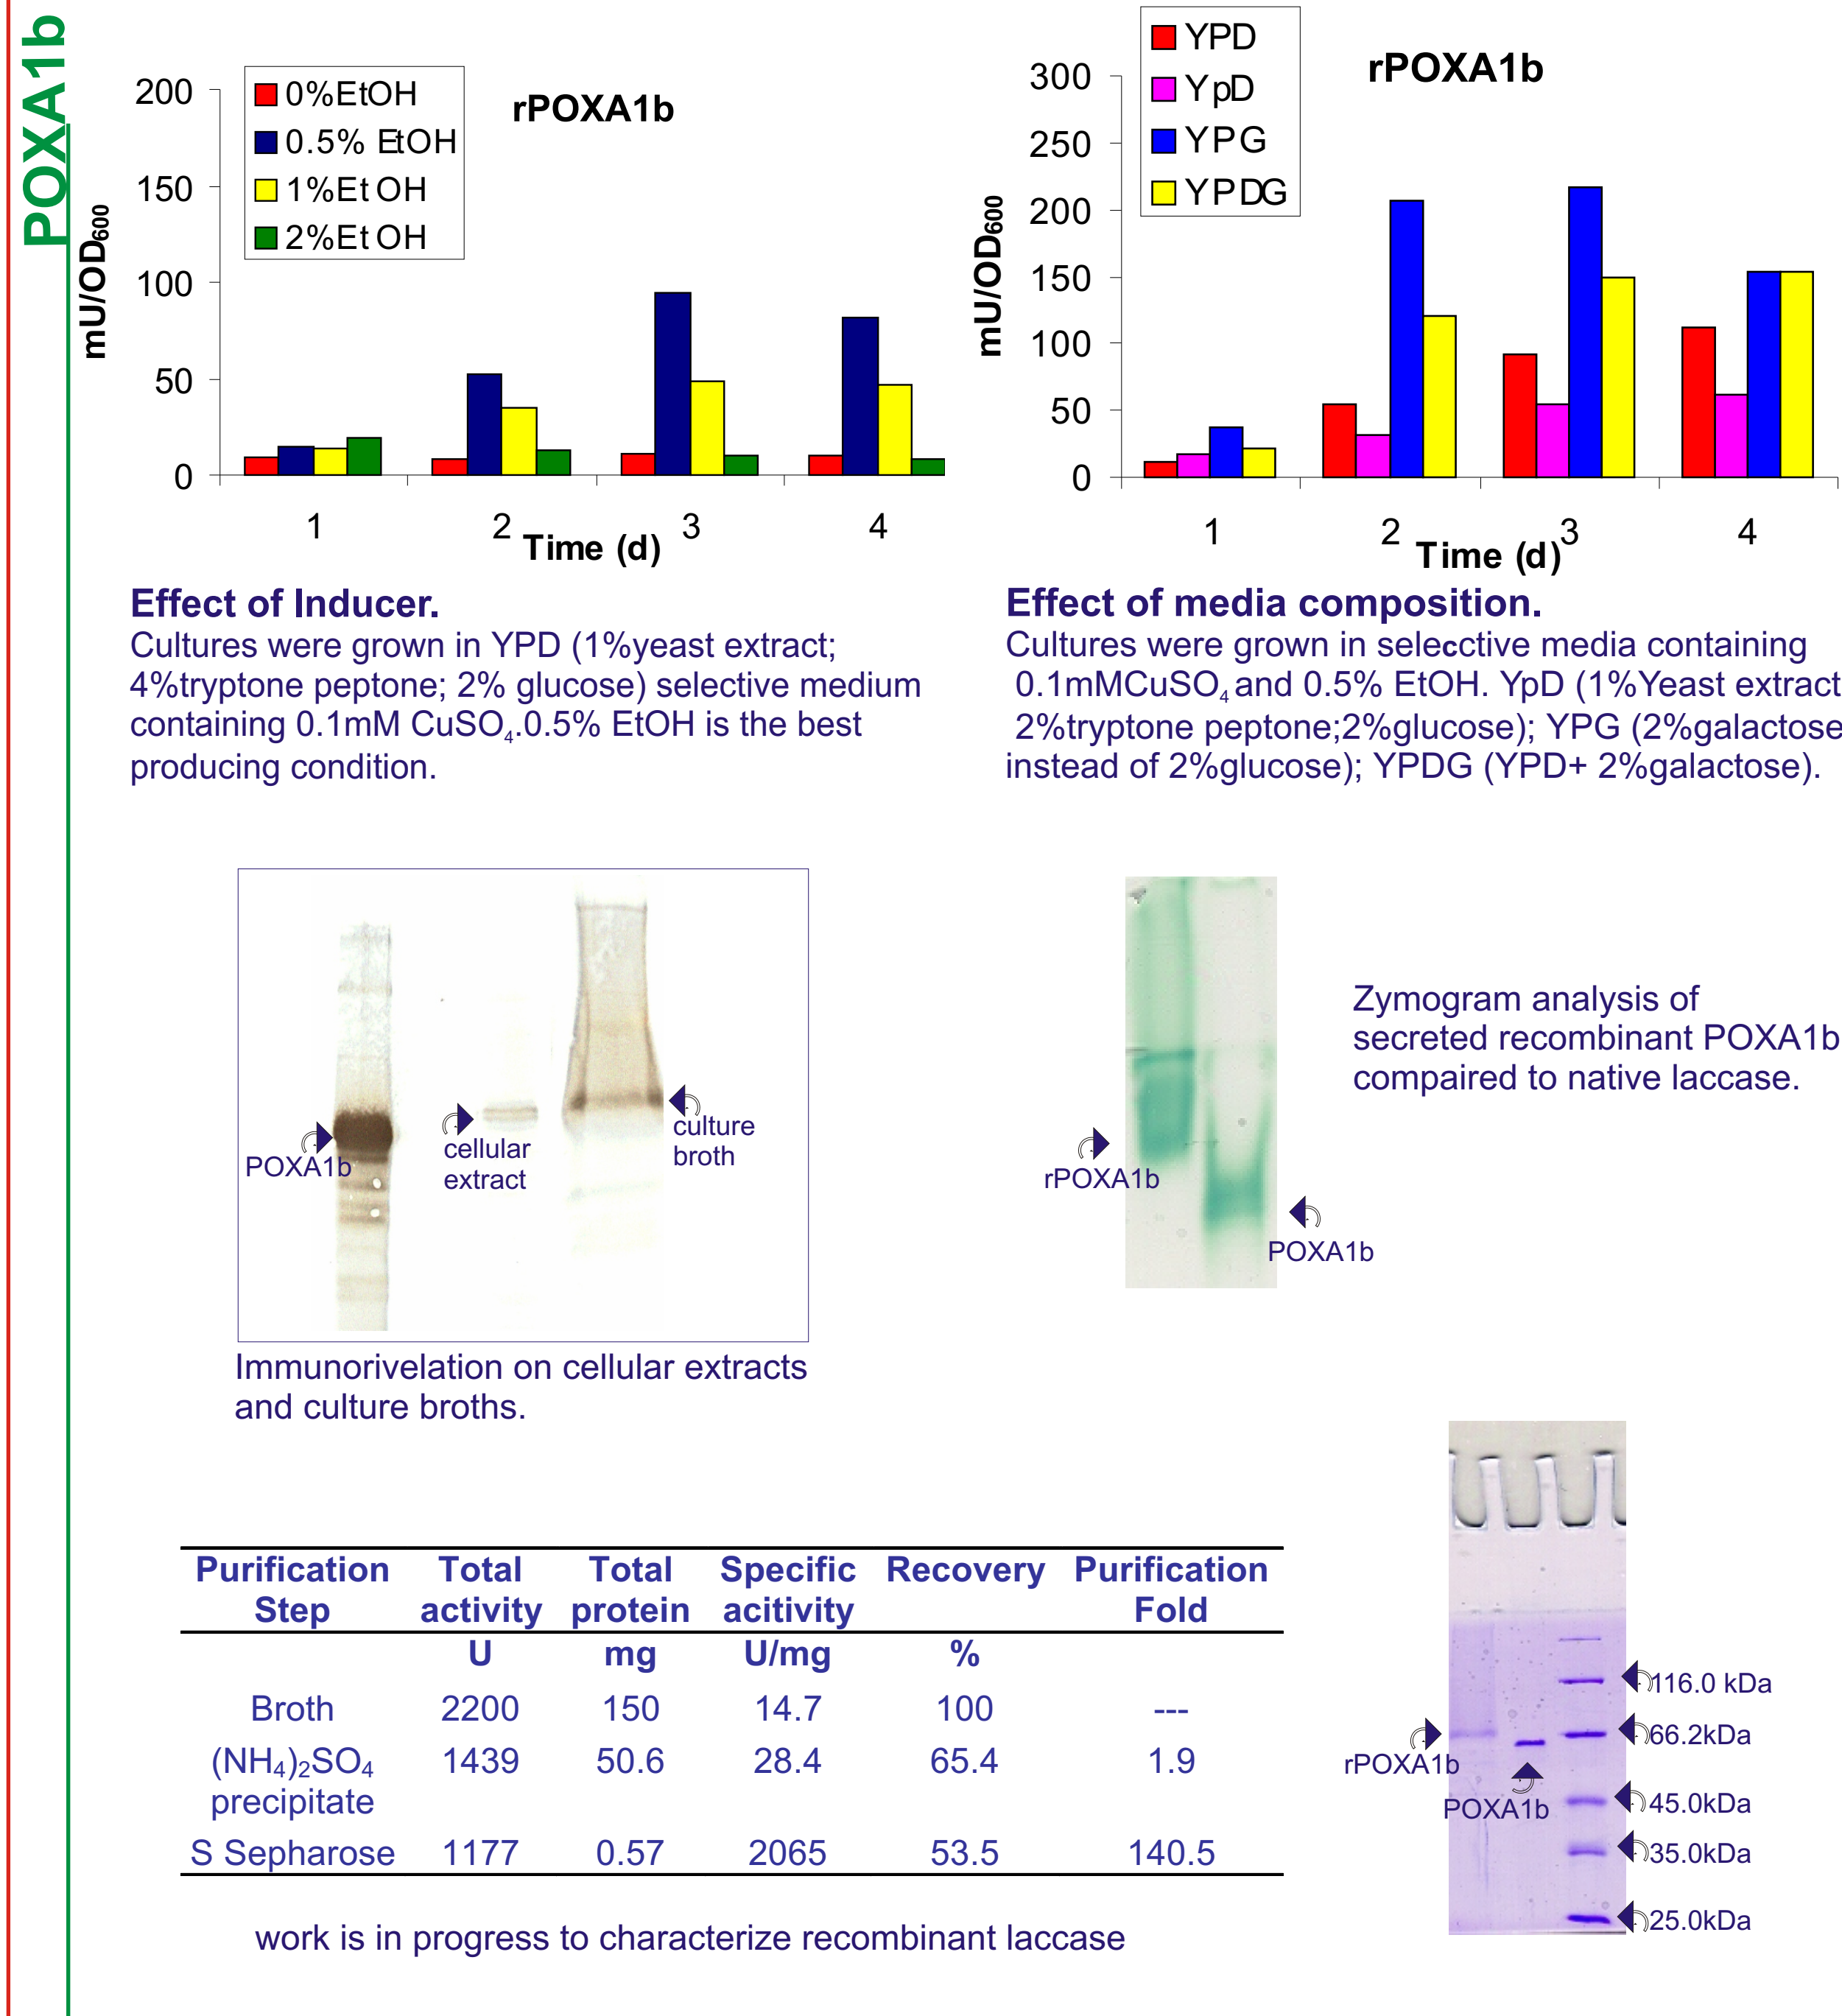 POXA1b
rPOXA1b
0%EtOH
0.5% EtOH
1%EtOH
2%EtOH
200
150
100
50
0
mU/OD600
1
2
3
4
Time (d)
rPOXA1b
YPD
YpD
YPG
YPDG
300
250
200
150
100
50
0
mU/OD600
1
2
3
4
Time (d)
Effect of Inducer.
Cultures were grown in YPD (1%yeast extract;
4%tryptone peptone; 2% glucose) selective medium
containing 0.1mM CuSO4.0.5% EtOH is the best
producing condition.
Effect of media composition.
Cultures were grown in selecctive media containing
0.1mMCuSO4 and 0.5% EtOH. YpD (1%Yeast extract
2%tryptone peptone;2%glucose); YPG (2%galactose
instead of 2%glucose); YPDG (YPD+ 2%galactose).
POXA1b
cellular
extract
culture
broth
Immunorivelation on cellular extracts
and culture broths.
rPOXA1b
POXA1b
Zymogram analysis of
secreted recombinant POXA1b
compaired to native laccase.
Purification Step Total activity Total protein Specific acitivity Recovery Purification Fold
U mg U/mg %
Broth 2200 150 14.7 100 ---
(NH4)2SO4 precipitate 1439 50.6 28.4 65.4 1.9
S Sepharose 1177 0.57 2065 53.5 140.5
work is in progress to characterize recombinant laccase
rPOXA1b
POXA1b
116.0 kDa
66.2kDa
45.0kDa
35.0kDa
25.0kDa